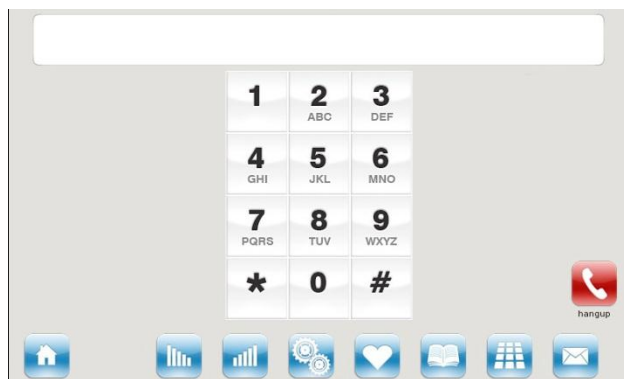 1 2 3
ABC DEF
4 5 6
GHI JKL MNO
7 8 9
PQRS TUV WXYZ
* 0 #
hangup